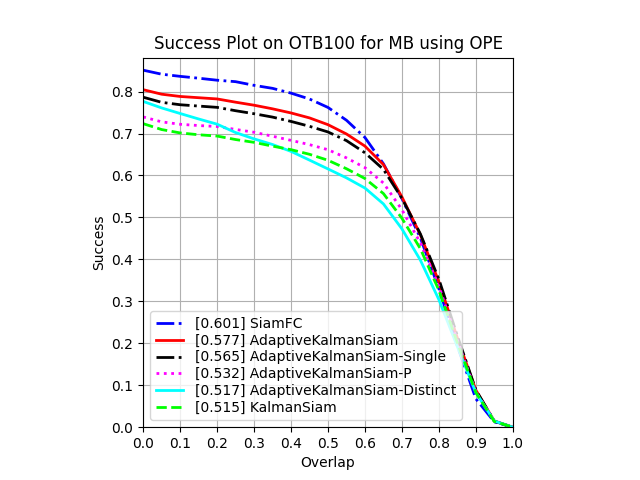 Success Plot on OTB100 for MB using OPE
Success
0.8
0.7
0.6
0.5
0.4
0.3
0.2
0.1
0.0
[0.601] SiamFC
[0.577] AdaptiveKalmanSiam
[0.565] AdaptiveKalmanSiam-Single
[0.532] AdaptiveKalmanSiam-P
[0.517] AdaptiveKalmanSiam-Distinct
[0.515] KalmanSiam
0.0 0.1 0.2 0.3 0.4 0.5 0.6 0.7 0.8 0.9 1.0
Overlap